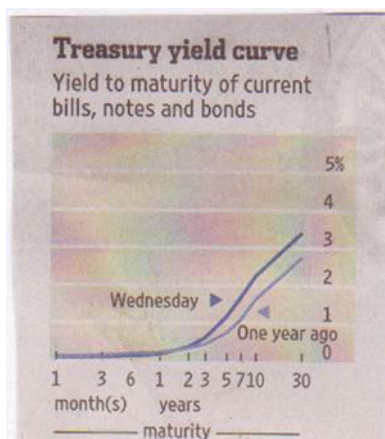 Treasury yield curve
Yield to maturity of current
bills, notes and bonds
5%
4
3
2
Wednesday
1
One year ago
0
1 3 6 1 2 3 5 7 10 30
month(s) years
maturity